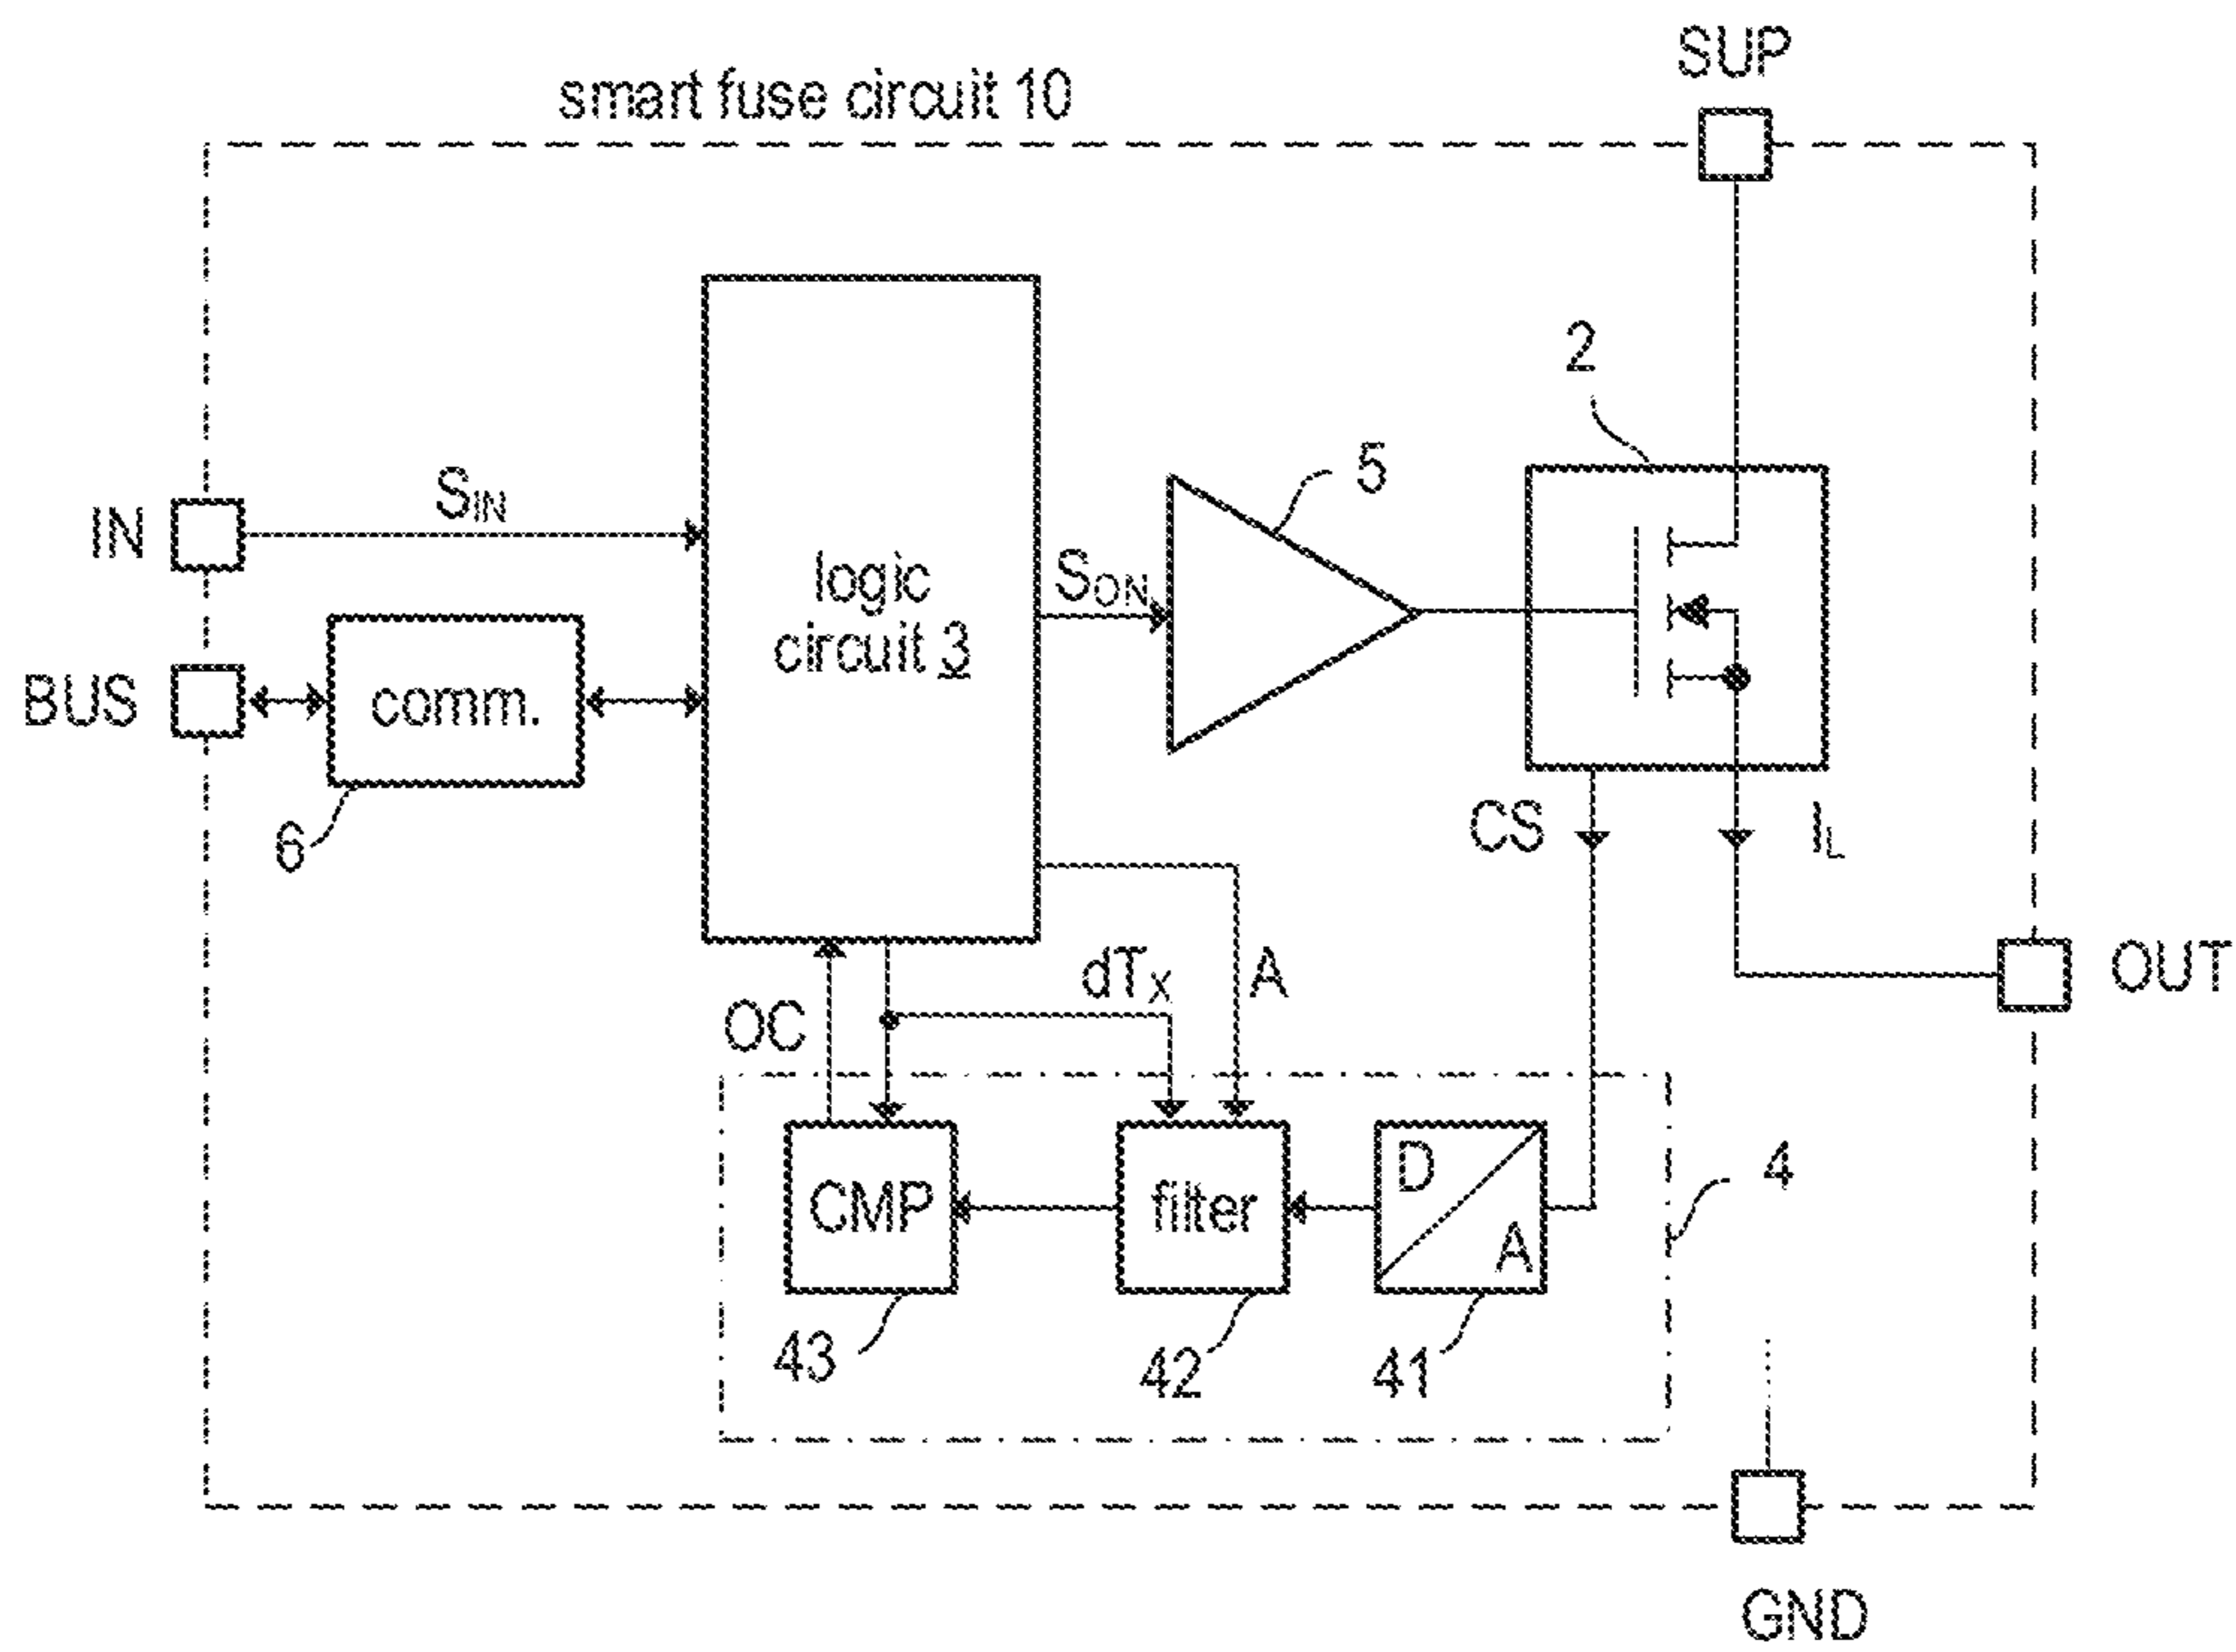 SUP
smart fuse circuit 10
2
5
IN
SIN
logic
circuit 3
SON
BUS
comm.
6
CS
IL
OC
dTX
A
OUT
CMP
filter
D
A
4
43
42
41
GND